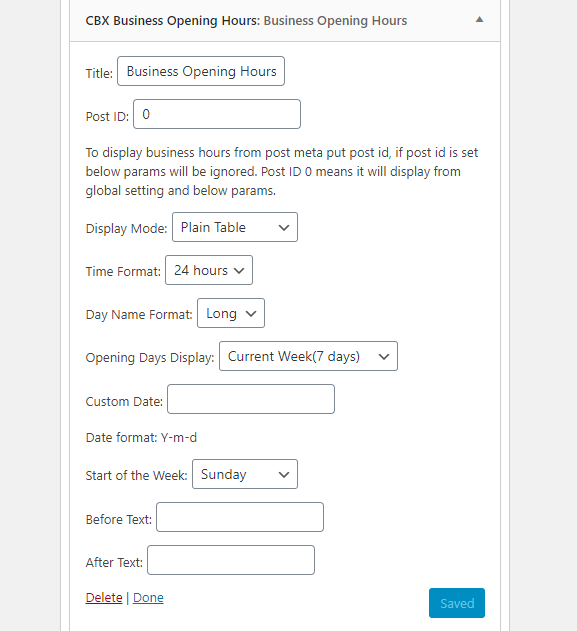 CBX Business Opening Hours: Business Opening Hours
Title: Business Opening Hours
Post ID: 0
To display business hours from post meta put post id, if post id is set
below params will be ignored. Post ID 0 means it will display from
global setting and below params.
Display Mode: Plain Table
Time Format: 24 hours
Day Name Format: Long
Opening Days Display: Current Week(7 days)
Custom Date:
Date format: Y-m-d
Start of the Week: Sunday
Before Text:
After Text:
Delete | Done Saved